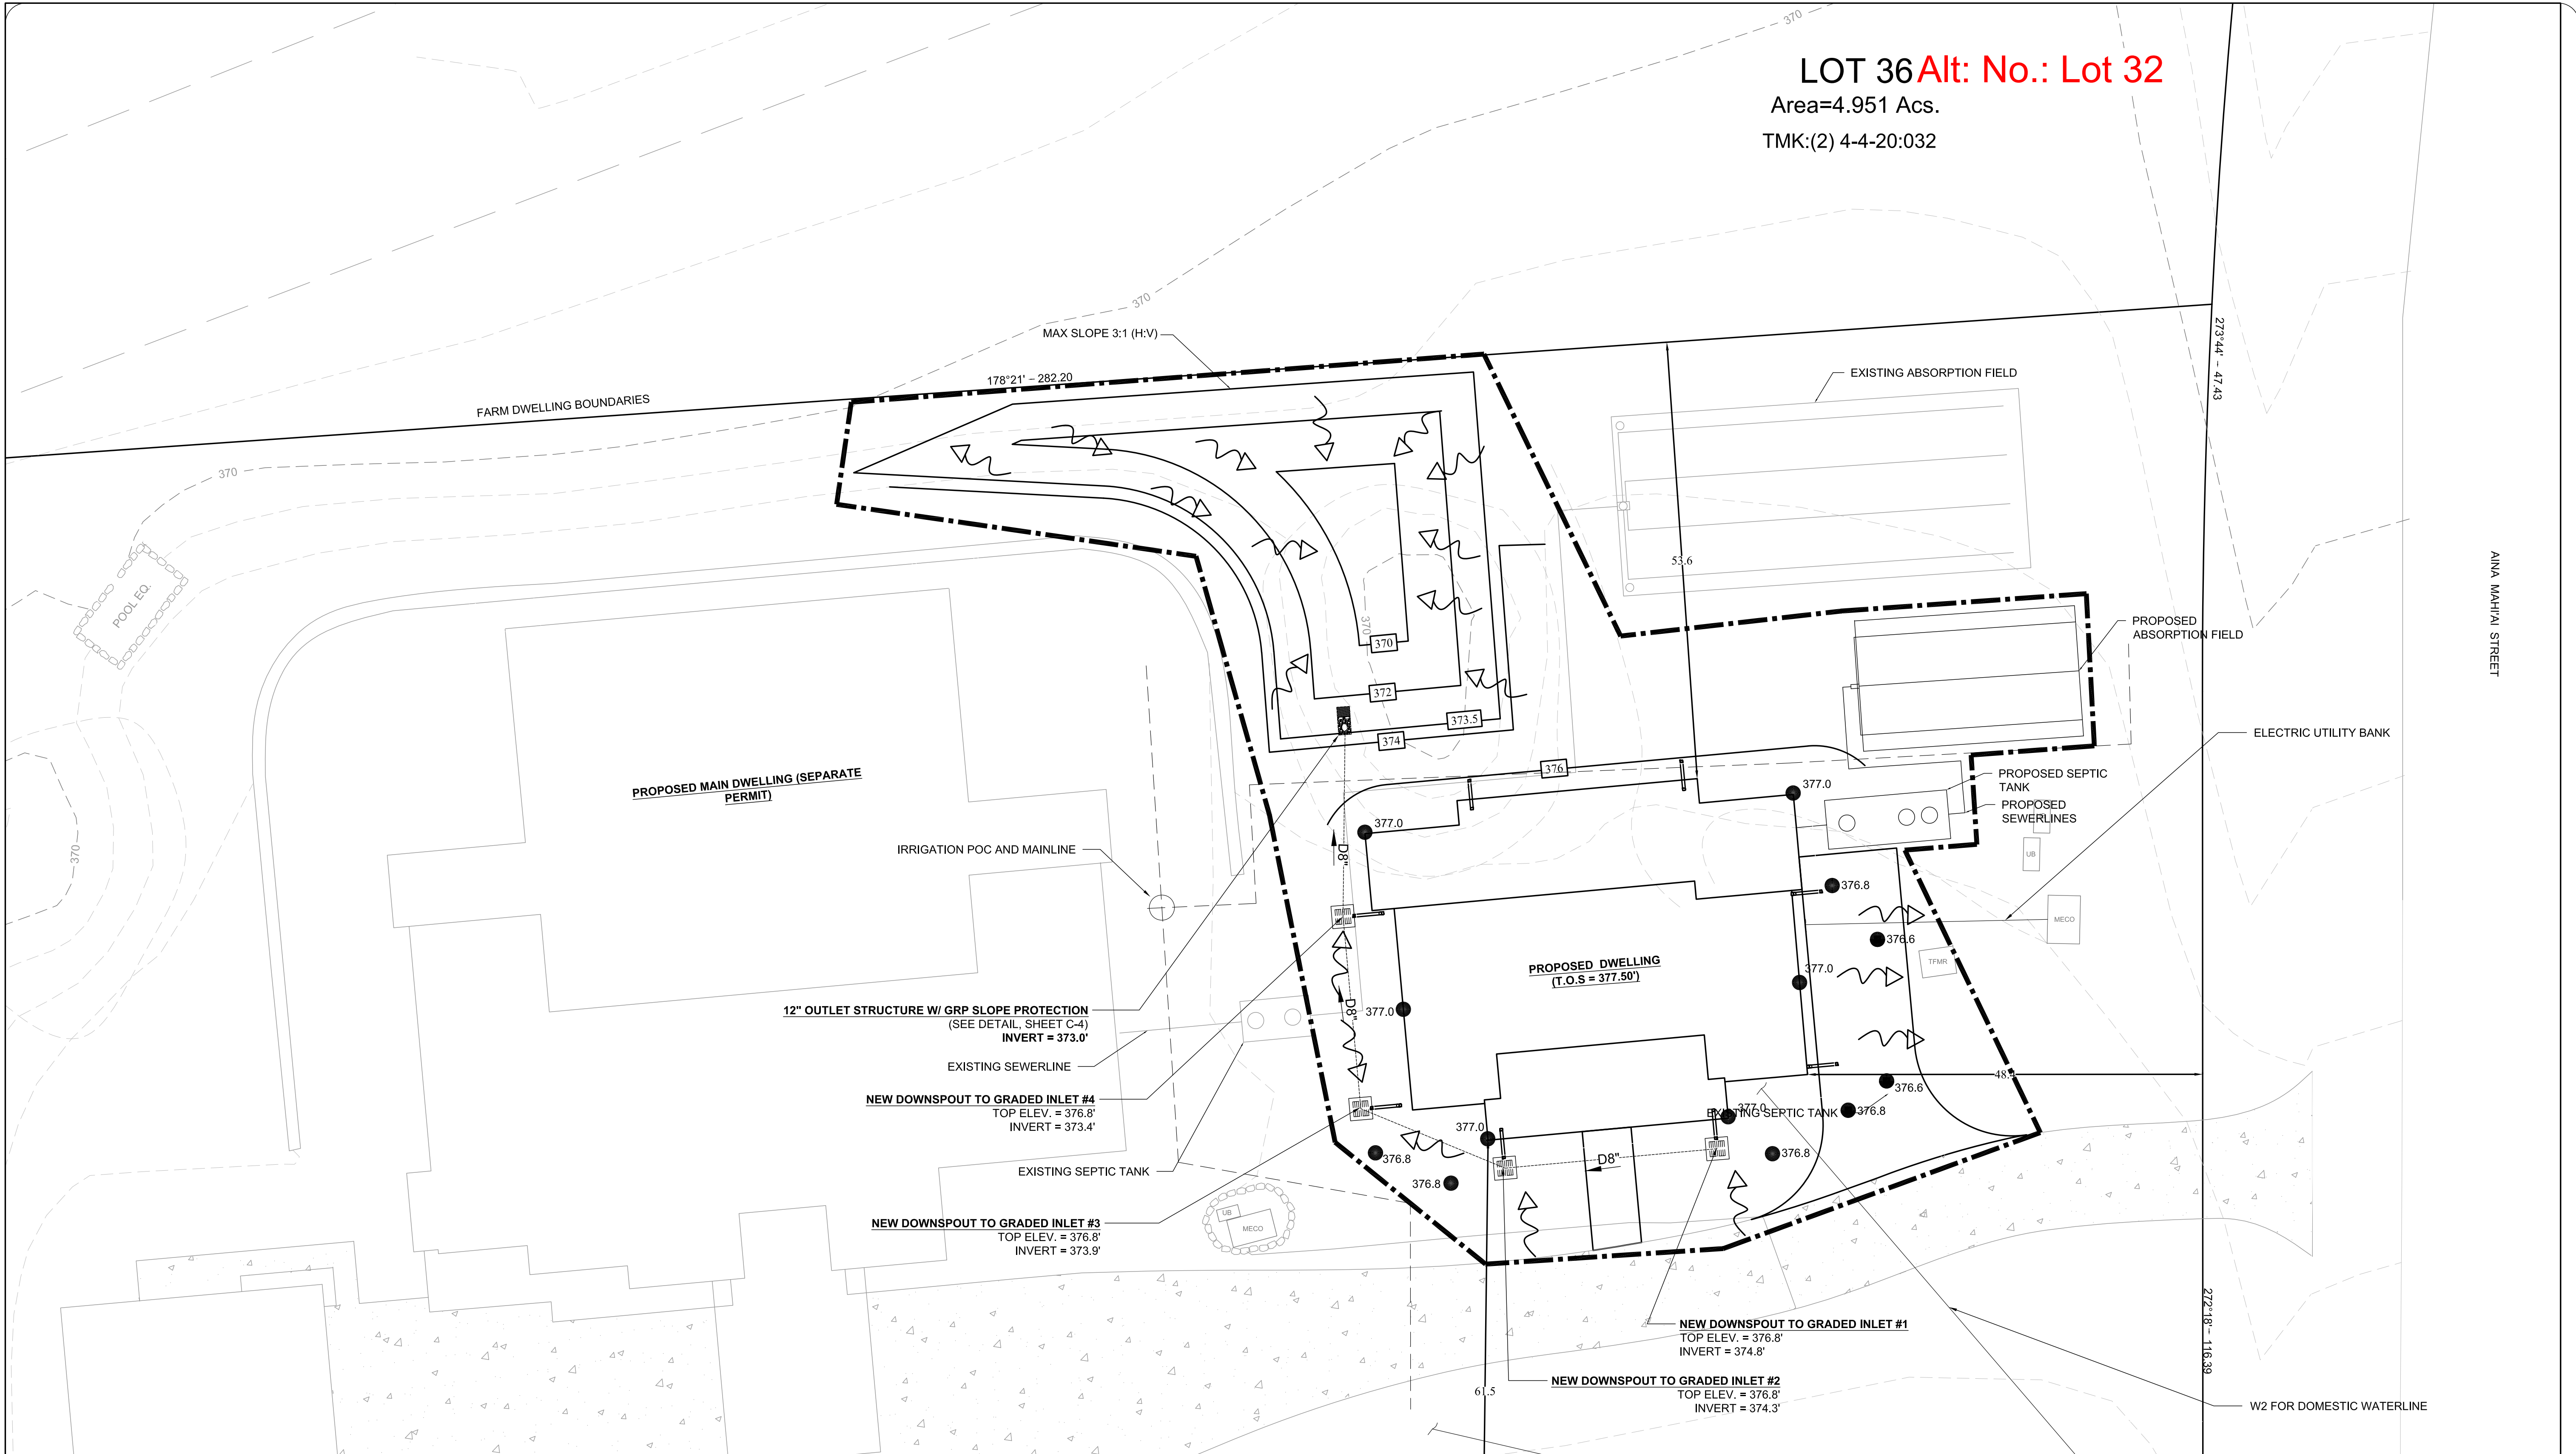 370
LOT 36 Alt: No.: Lot 32
Area=4.951 Acs.
TMK:(2) 4-4-20:032
370
MAX SLOPE 3:1 (H:V)
178°21' – 282.20
FARM DWELLING BOUNDARIES
273°44' – 47.43
EXISTING ABSORPTION FIELD
370
53.6
AINA MAHI'AI STREET
POOL EQ.
370
370
372
373.5
374
376
PROPOSED
ABSORPTION FIELD
ELECTRIC UTILITY BANK
PROPOSED SEPTIC
TANK
PROPOSED
SEWERLINES
PROPOSED MAIN DWELLING (SEPARATE
PERMIT)
377.0
377.0
D8"
370
IRRIGATION POC AND MAINLINE
UB
376.8
MECO
376.6
TFMR
PROPOSED DWELLING
(T.O.S = 377.50')
377.0
377.0
D8"
12" OUTLET STRUCTURE W/ GRP SLOPE PROTECTION
(SEE DETAIL, SHEET C-4)
INVERT = 373.0'
EXISTING SEWERLINE
48.4
376.6
NEW DOWNSPOUT TO GRADED INLET #4
TOP ELEV. = 376.8'
INVERT = 373.4'
377.0
EXISTING SEPTIC TANK
376.8
377.0
376.8
376.8
D8"
EXISTING SEPTIC TANK
376.8
UB
MECO
NEW DOWNSPOUT TO GRADED INLET #3
TOP ELEV. = 376.8'
INVERT = 373.9'
NEW DOWNSPOUT TO GRADED INLET #1
TOP ELEV. = 376.8'
INVERT = 374.8'
272°18' – 116.39
61.5
NEW DOWNSPOUT TO GRADED INLET #2
TOP ELEV. = 376.8'
INVERT = 374.3'
W2 FOR DOMESTIC WATERLINE